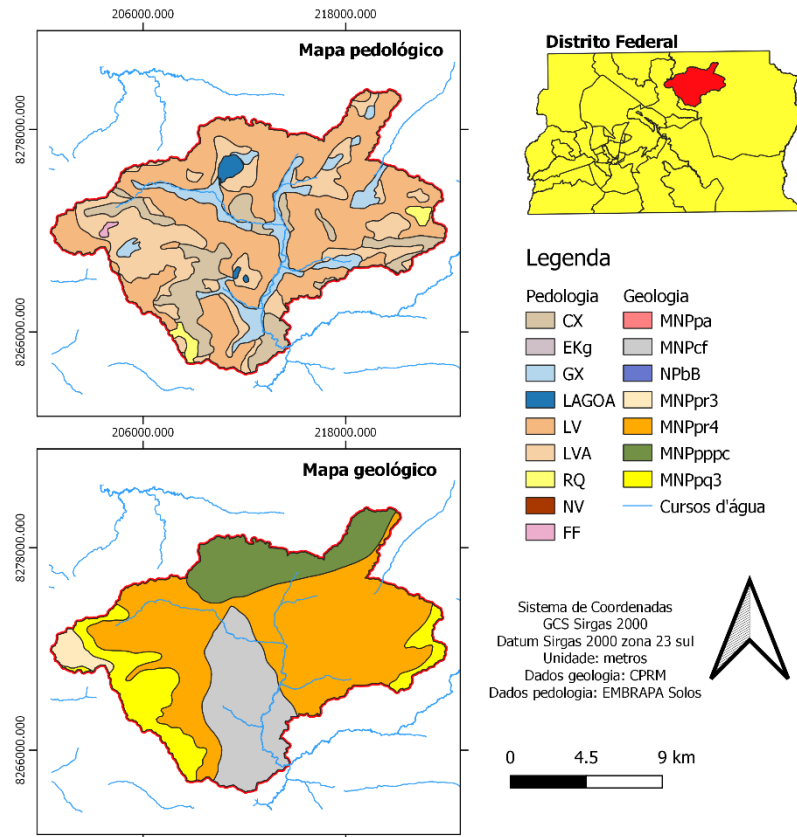 206000.000
218000.000
Mapa pedológico
8278000.000
8266000.000
206000.000
218000.000
Mapa geológico
8278000.000
8266000.000
Distrito Federal
Legenda
Pedologia
CX
EKg
GX
LAGOA
LV
LVA
RQ
NV
FF
Geologia
MNPpa
MNPcf
NPbB
MNPpr3
MNPpr4
MNPpppc
MNPpq3
Cursos d'água
Sistema de Coordenadas
GCS Sirgas 2000
Datum Sirgas 2000 zona 23 sul
Unidade: metros
Dados geologia: CPRM
Dados pedologia: EMBRAPA Solos
0
4.5
9 km